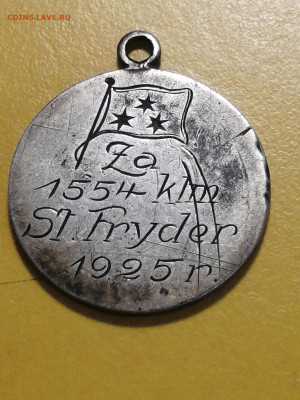 COINS.LAVE.RU
Za
1554 klm
St. Fryder
1925 r.